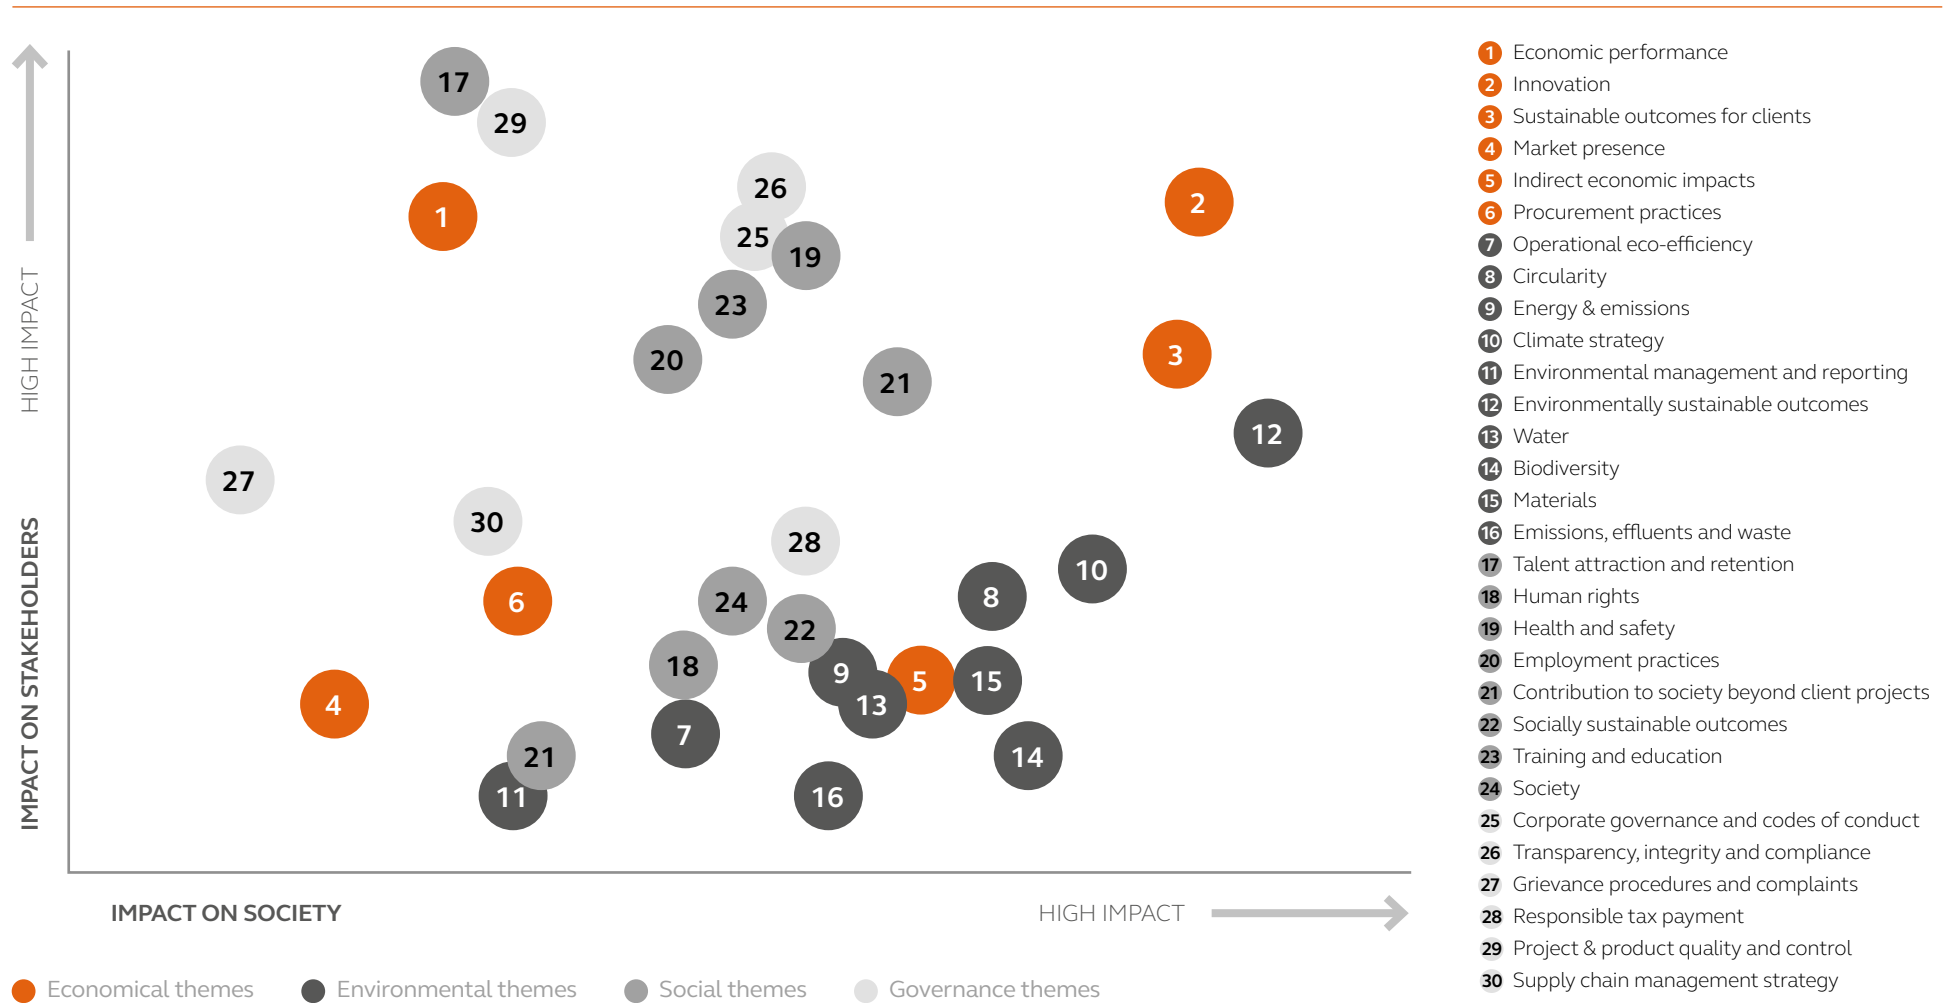 17
29
26
2
1
25
19
23
20
3
21
12
27
30
28
10
8
6
24
22
18
9
5
15
4
13
7
21
14
11
16
HIGH IMPACT
IMPACT ON STAKEHOLDERS
IMPACT ON SOCIETY
HIGH IMPACT
Economical themes
Environmental themes
Social themes
Governance themes
1 Economic performance
2 Innovation
3 Sustainable outcomes for clients
4 Market presence
5 Indirect economic impacts
6 Procurement practices
7 Operational eco-efficiency
8 Circularity
9 Energy & emissions
10 Climate strategy
11 Environmental management and reporting
12 Environmentally sustainable outcomes
13 Water
14 Biodiversity
15 Materials
16 Emissions, effluents and waste
17 Talent attraction and retention
18 Human rights
19 Health and safety
20 Employment practices
21 Contribution to society beyond client projects
22 Socially sustainable outcomes
23 Training and education
24 Society
25 Corporate governance and codes of conduct
26 Transparency, integrity and compliance
27 Grievance procedures and complaints
28 Responsible tax payment
29 Project & product quality and control
30 Supply chain management strategy